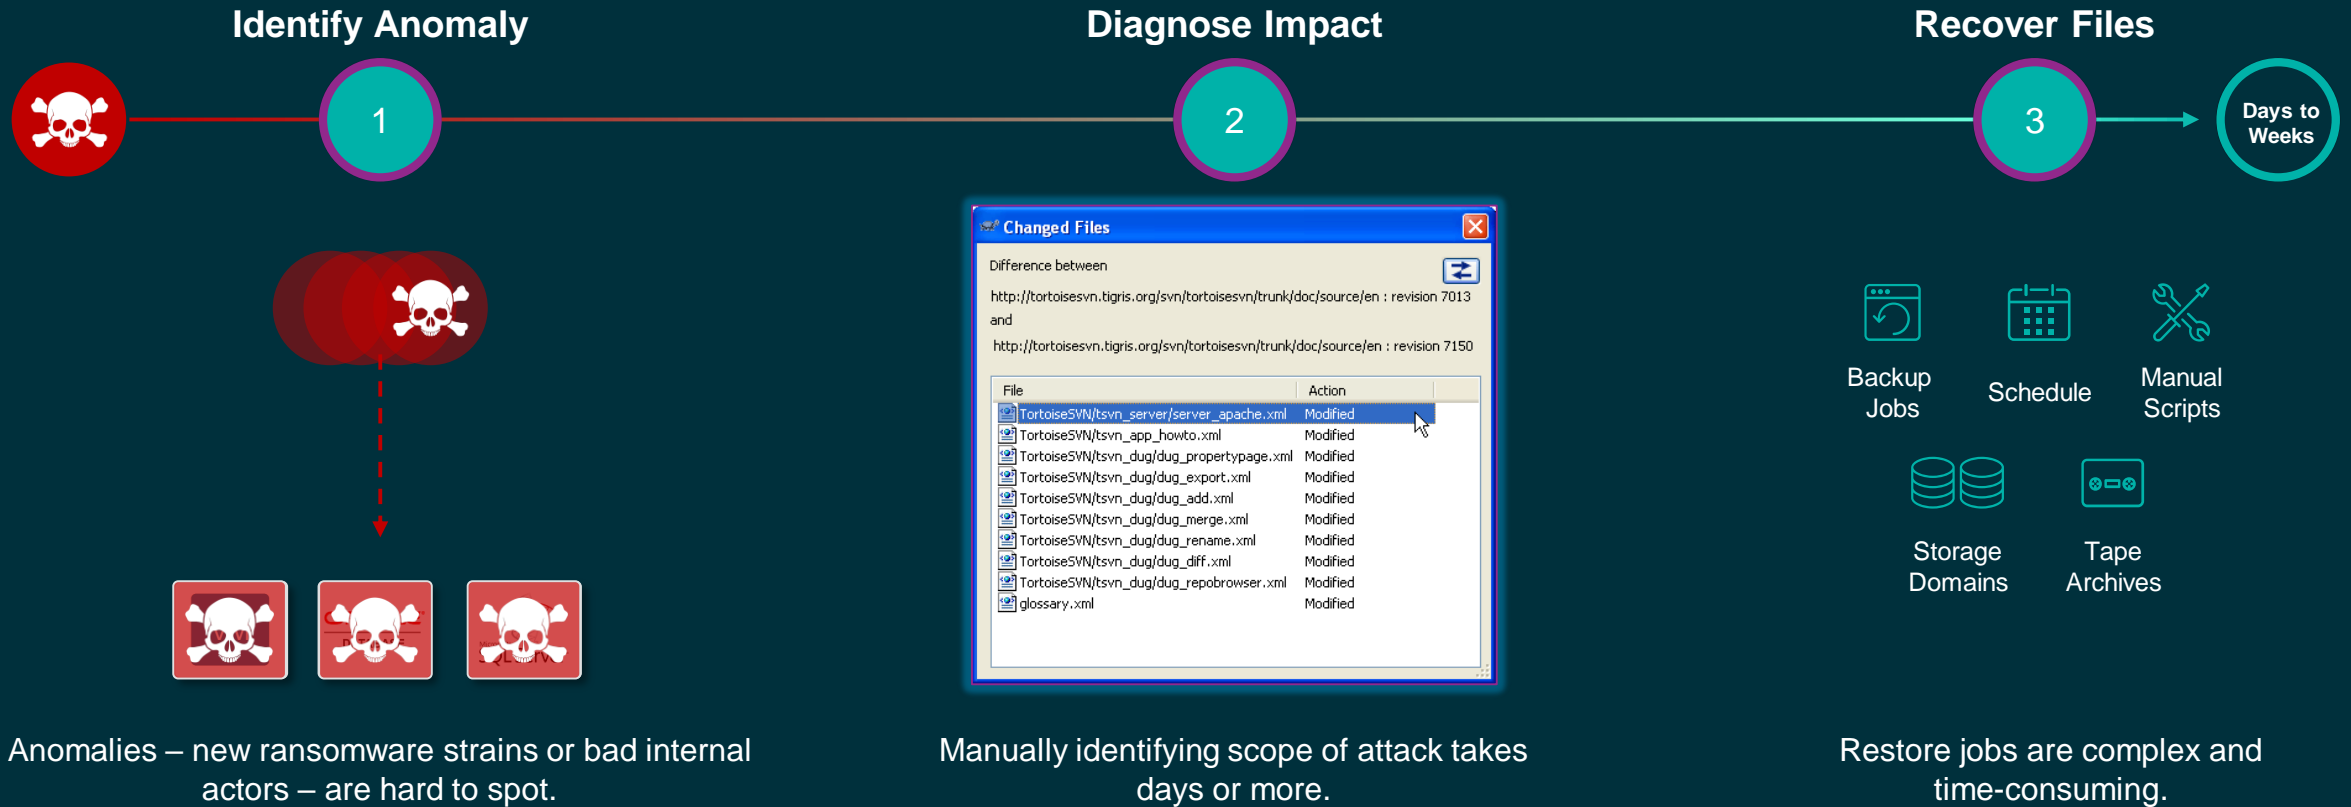 Identify Anomaly
Diagnose Impact
Recover Files
1
2
3
Days to
Weeks
Changed Files
Difference between
http://tortoisesvn.tigris.org/svn/tortoisesvn/trunk/doc/source/en : revision 7013
and
http://tortoisesvn.tigris.org/svn/tortoisesvn/trunk/doc/source/en : revision 7150
File Action
TortoiseSVN/tsvn_server/server_apache.xml Modified
TortoiseSVN/tsvn_app_howto.xml Modified
TortoiseSVN/tsvn_dug/dug_propertypage.xml Modified
TortoiseSVN/tsvn_dug/dug_export.xml Modified
TortoiseSVN/tsvn_dug/dug_add.xml Modified
TortoiseSVN/tsvn_dug/dug_merge.xml Modified
TortoiseSVN/tsvn_dug/dug_rename.xml Modified
TortoiseSVN/tsvn_dug/dug_diff.xml Modified
TortoiseSVN/tsvn_dug/dug_repobrowser.xml Modified
glossary.xml Modified
Backup
Jobs
Schedule
Manual
Scripts
Storage
Domains
Tape
Archives
Anomalies – new ransomware strains or bad internal
actors – are hard to spot.
Manually identifying scope of attack takes
days or more.
Restore jobs are complex and
time-consuming.